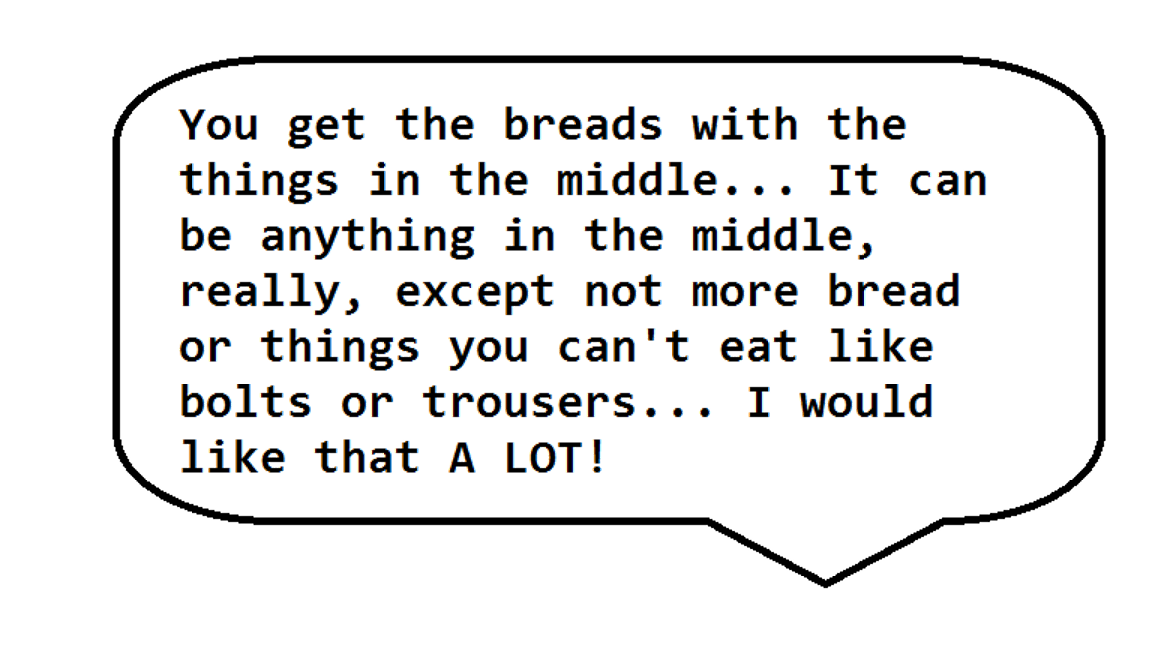 You get the breads with the
things in the middle... It can
be anything in the middle,
really, except not more bread
or things you can't eat like
bolts or trousers... I would
like that A LOT!